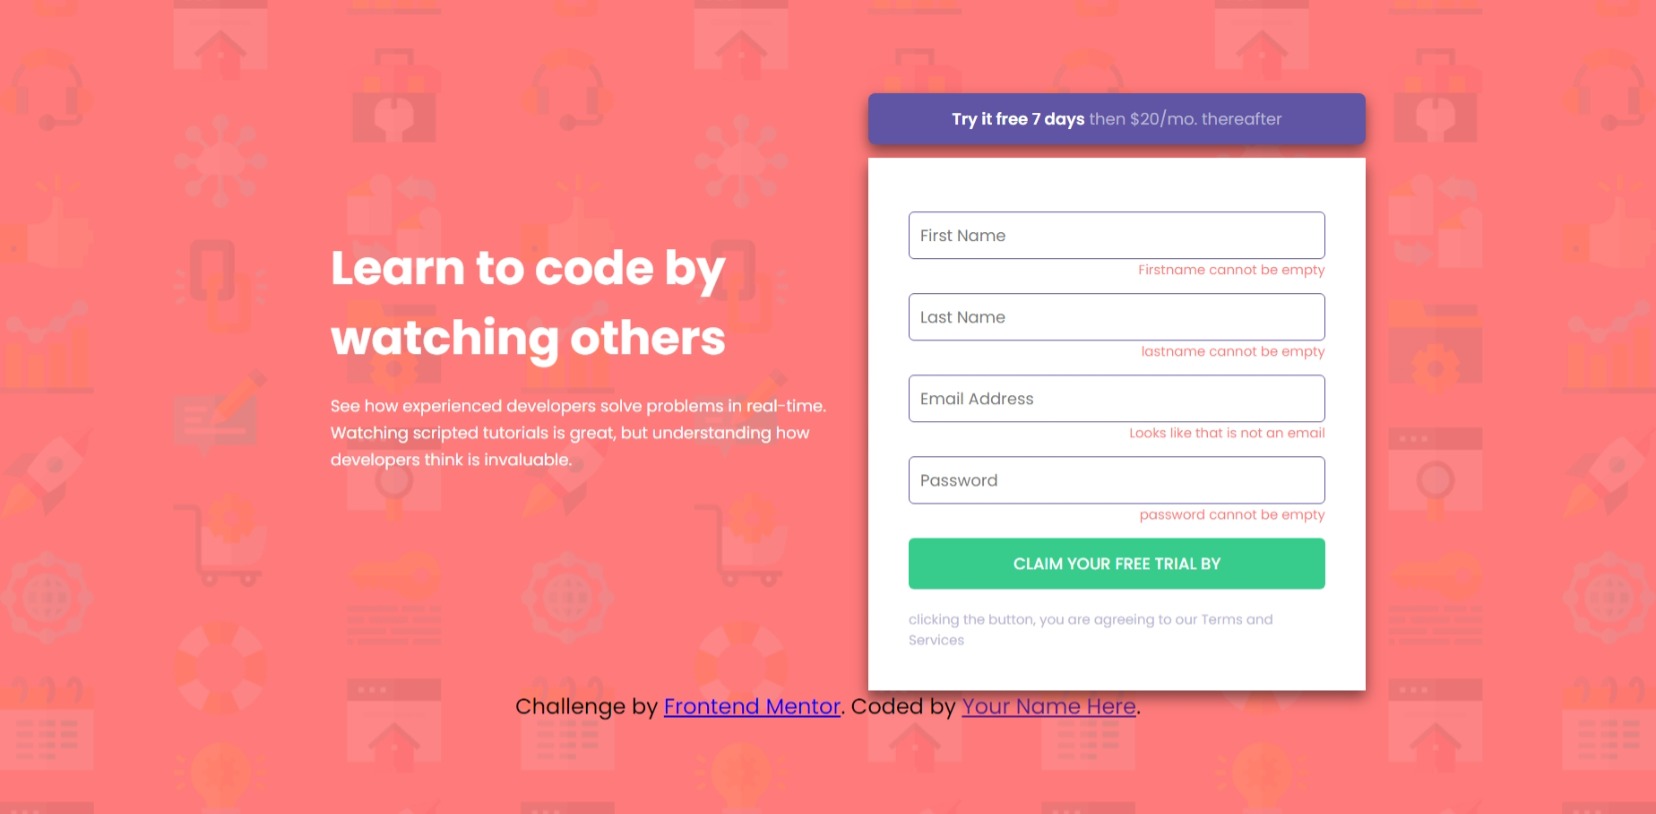 Try it free 7 days then $20/mo. thereafter
Learn to code by
watching others
See how experienced developers solve problems in real-time.
Watching scripted tutorials is great, but understanding how
developers think is invaluable.
First Name
Firstname cannot be empty
Last Name
lastname cannot be empty
Email Address
Looks like that is not an email
Password
password cannot be empty
CLAIM YOUR FREE TRIAL BY
clicking the button, you are agreeing to our Terms and
Services
Challenge by Frontend Mentor. Coded by Your Name Here.